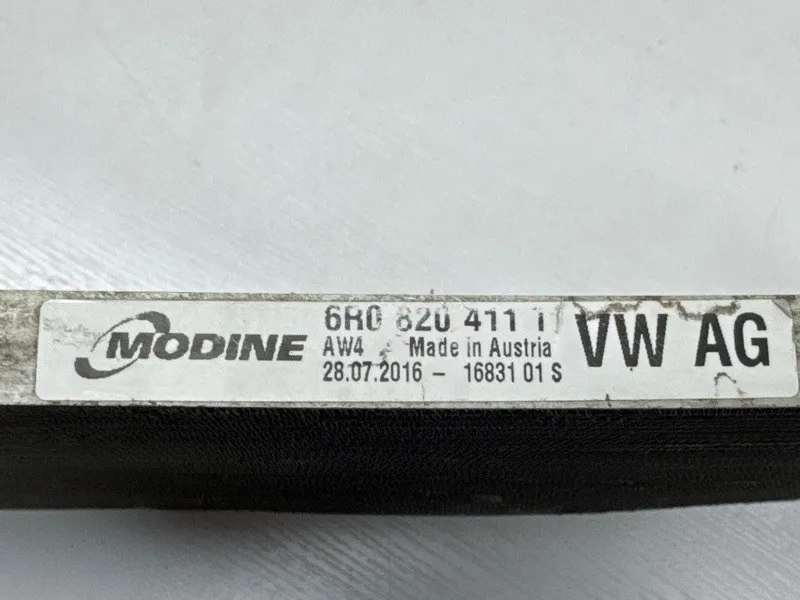 MODINE
6R0 820 411
VW AG
AW4 - Made in Austria
28.07.2016 - 16831 01 S